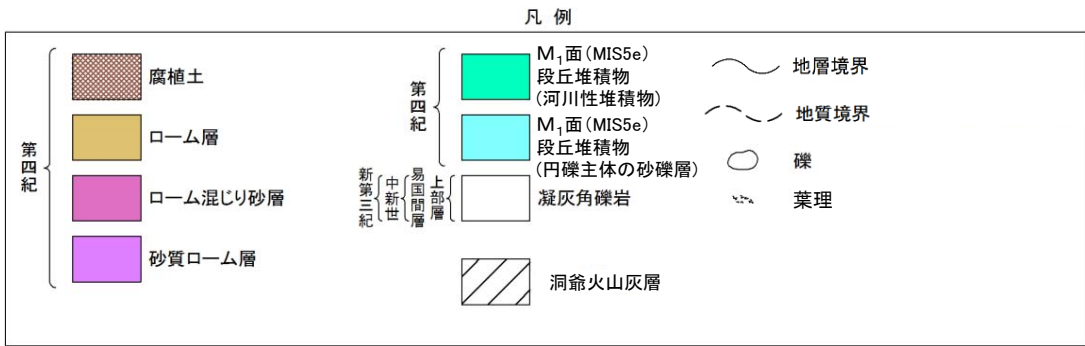 凡 例
第四紀
腐植土
ローム層
ローム混じり砂層
砂質ローム層
第四紀
M₁面(MIS5e)
段丘堆積物
(河川性堆積物)
M₁面(MIS5e)
段丘堆積物
(円礫主体の砂礫層)
新第三紀
中新世
易国間層
上部層
凝灰角礫岩
洞爺火山灰層
地層境界
地質境界
礫
葉理